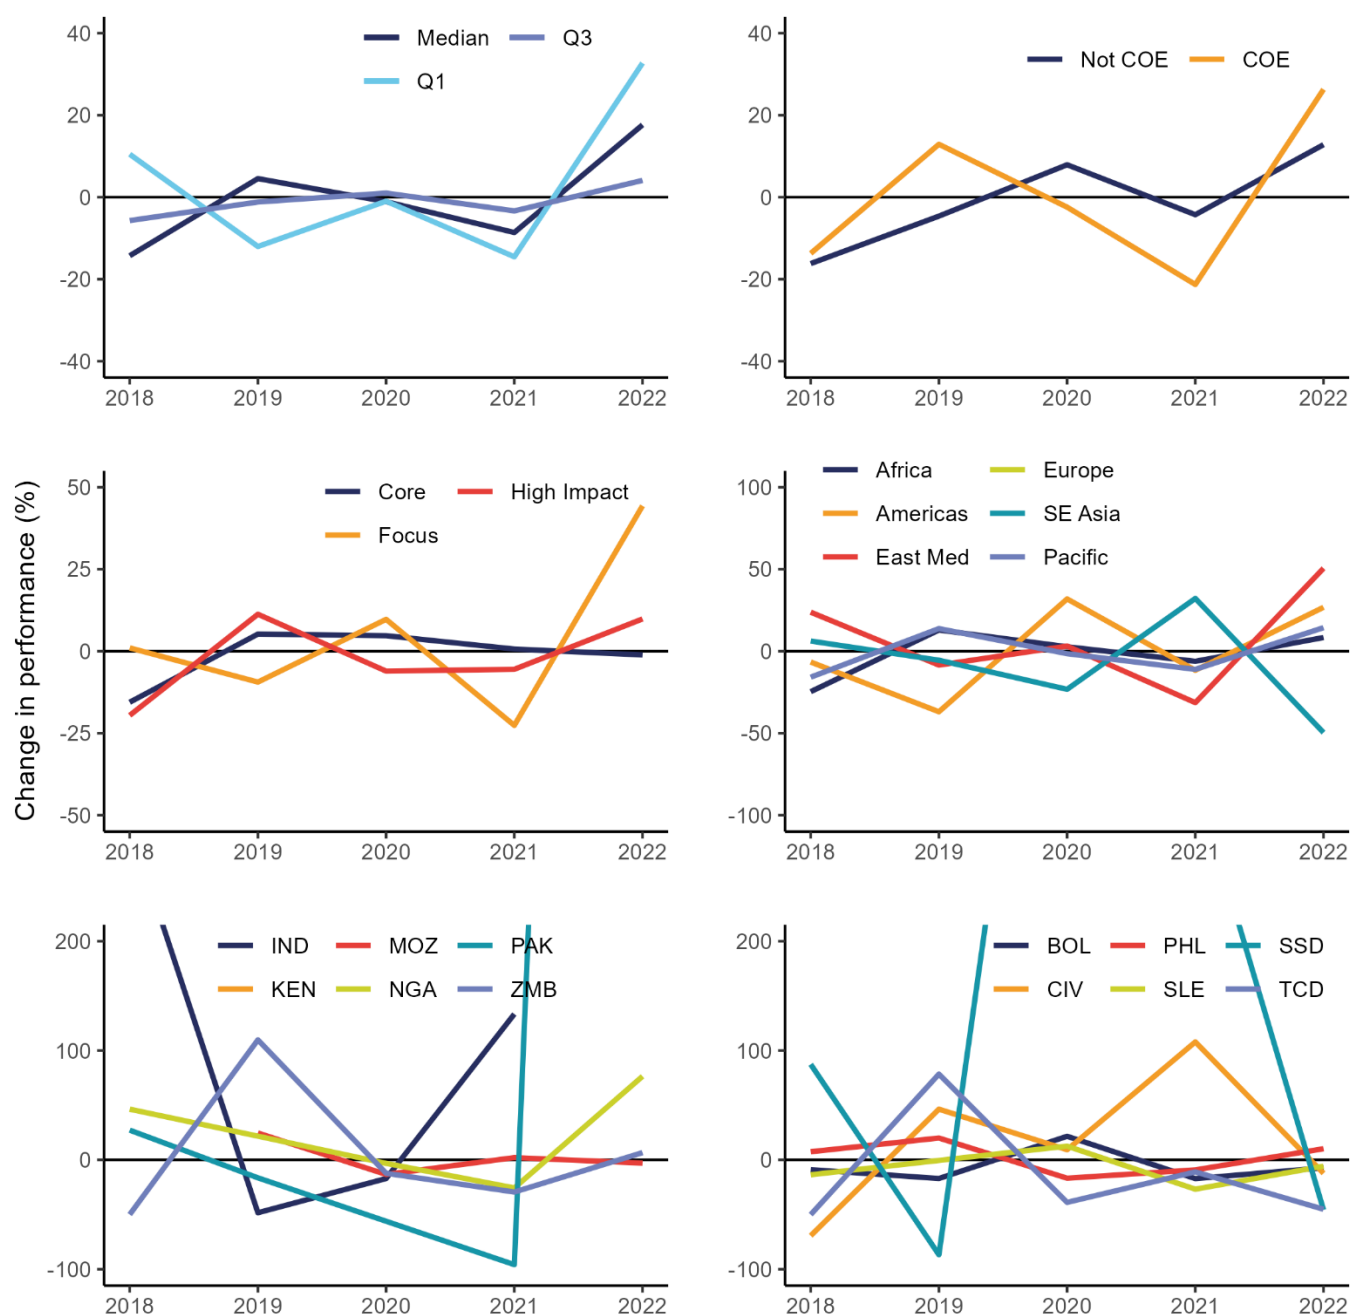 40
20
0
-20
-40
Median Q3
Q1
2018 2019 2020 2021 2022
40
20
0
-20
-40
Not COE COE
2018 2019 2020 2021 2022
Change in performance (%)
50
25
0
-25
-50
Core High Impact
Focus
2018 2019 2020 2021 2022
100
50
0
-50
-100
Africa Europe
Americas SE Asia
East Med Pacific
2018 2019 2020 2021 2022
200
100
0
-100
IND MOZ PAK
KEN NGA ZMB
2018 2019 2020 2021 2022
200
100
0
-100
BOL PHL SSD
CIV SLE TCD
2018 2019 2020 2021 2022